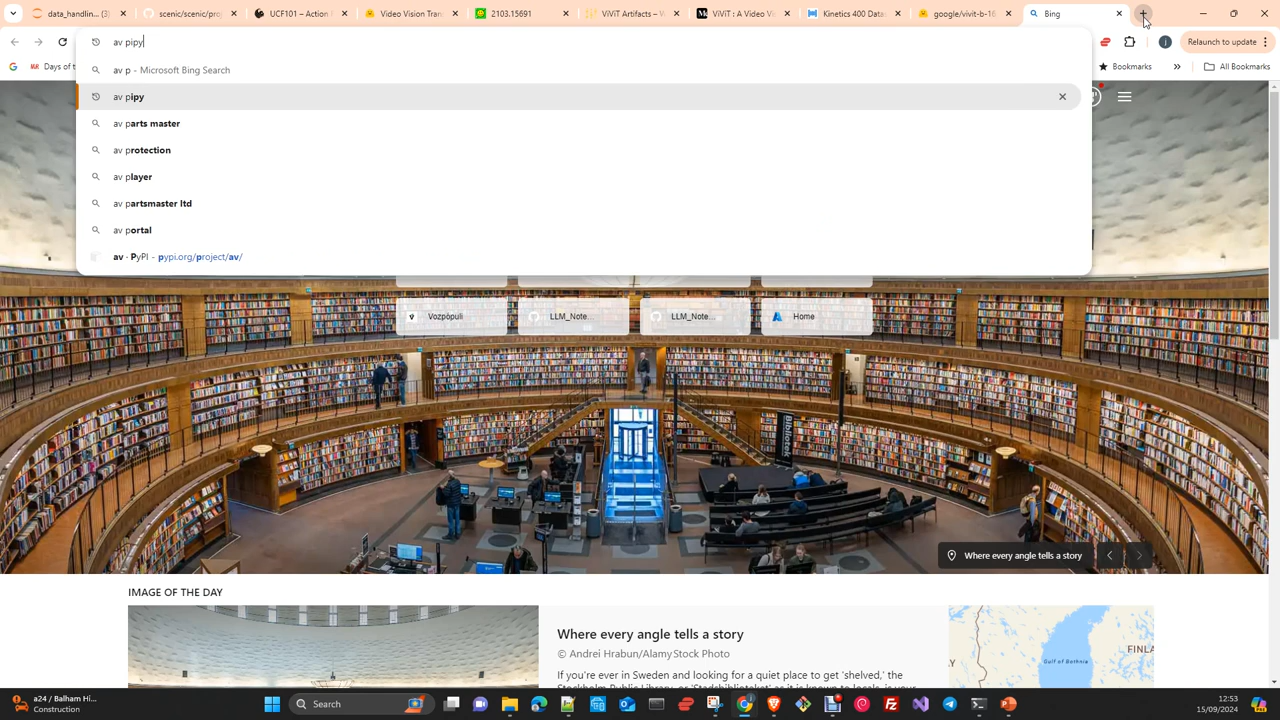 data_handlin...
scenic/scenic/proj
UCF101 – Action
Video Vision Tran
2103.15691
ViViT Artifacts – W
ViViT : A Video Vi
Kinetics 400 Data
google/vivit-b-16
Bing
av pipy
Relaunch to update
Days of t
Bookmarks
All Bookmarks
av p - Microsoft Bing Search
av pipy
av parts master
av protection
av player
av partsmaster ltd
av portal
av · PyPI - pypi.org/project/av/
Vozpópuli
LLM_Note...
LLM_Note...
Home
Bibliotek
Where every angle tells a story
IMAGE OF THE DAY
Where every angle tells a story
© Andrei Hrabun/Alamy Stock Photo
If you're ever in Sweden and looking for a quiet place to get 'shelved,' the
Gulf of Bothnia
FINLA
a24 / Balham Hi...
Construction
Search
12:53
15/09/2024